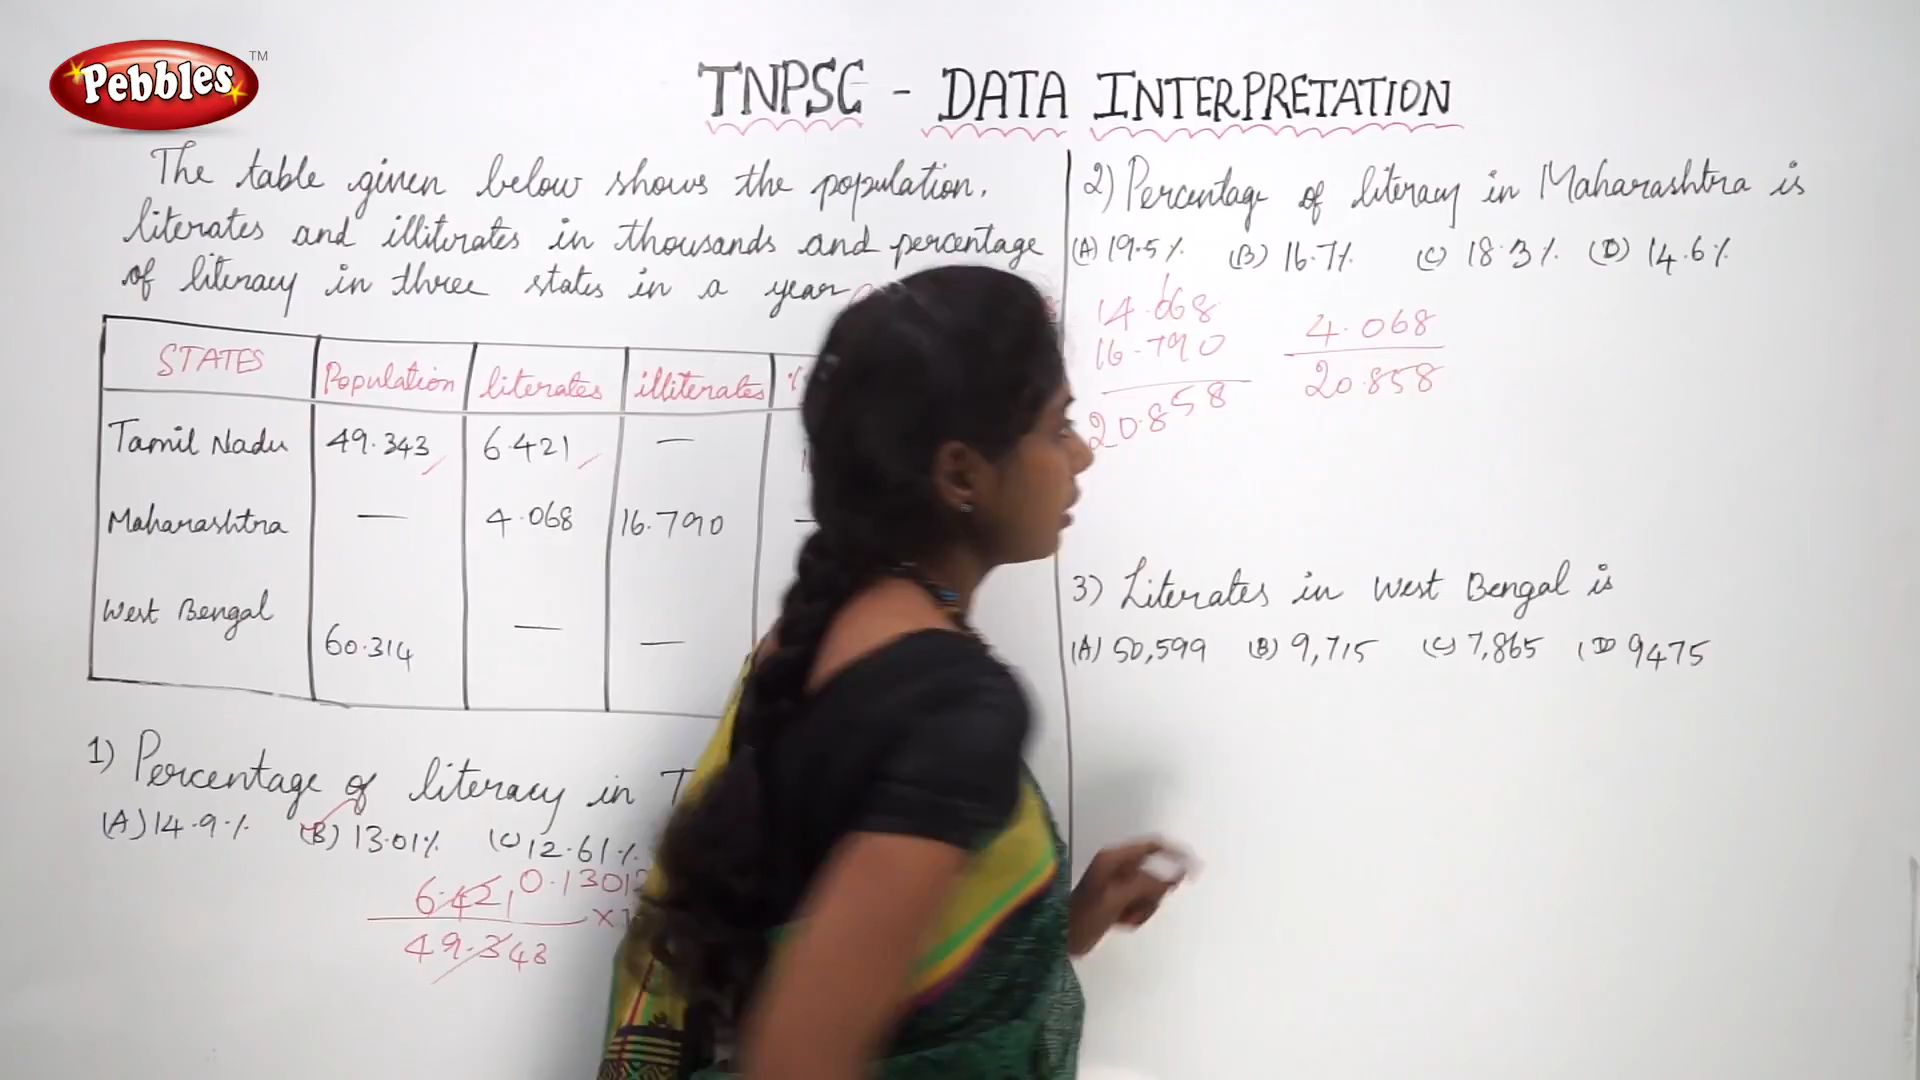 Pebbles TM
TNPSC - DATA INTERPRETATION
The table given below shows the population,
literates and illiterates in thousands and percentage
of literacy in three states in a year
STATES Population literates illiterates
Tamil Nadu 49.343 6.421 —
Maharashtra — 4.068 16.790 —
West Bengal 60.314 — —
1) Percentage of literacy in T
(A) 14.9% (B) 13.01% (C) 12.61%
6.421 0.13012
49.343 ×1
2) Percentage of literacy in Maharashtra is
(A) 19.5% (B) 16.7% (C) 18.3% (D) 14.6%
14.068 4.068
16.790 20.858
20.858
3) Literates in West Bengal is
(A) 50,599 (B) 9,715 (C) 7,865 (D) 9475